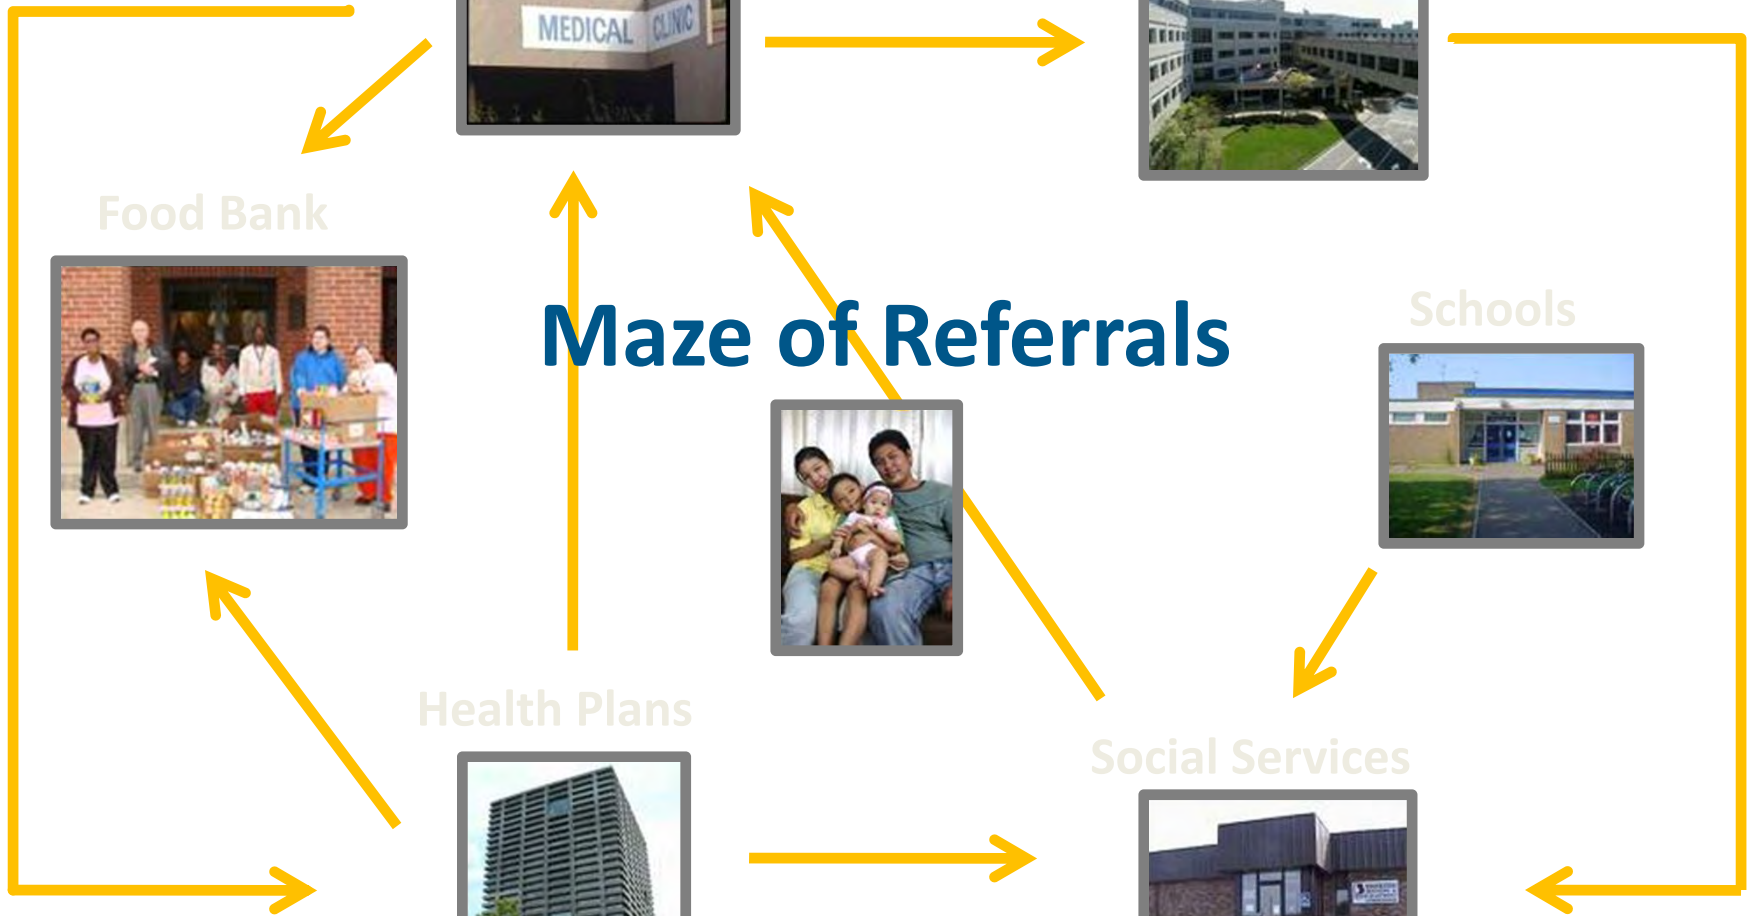 MEDICAL CLINIC
Food Bank
Maze of Referrals
Schools
Health Plans
Social Services